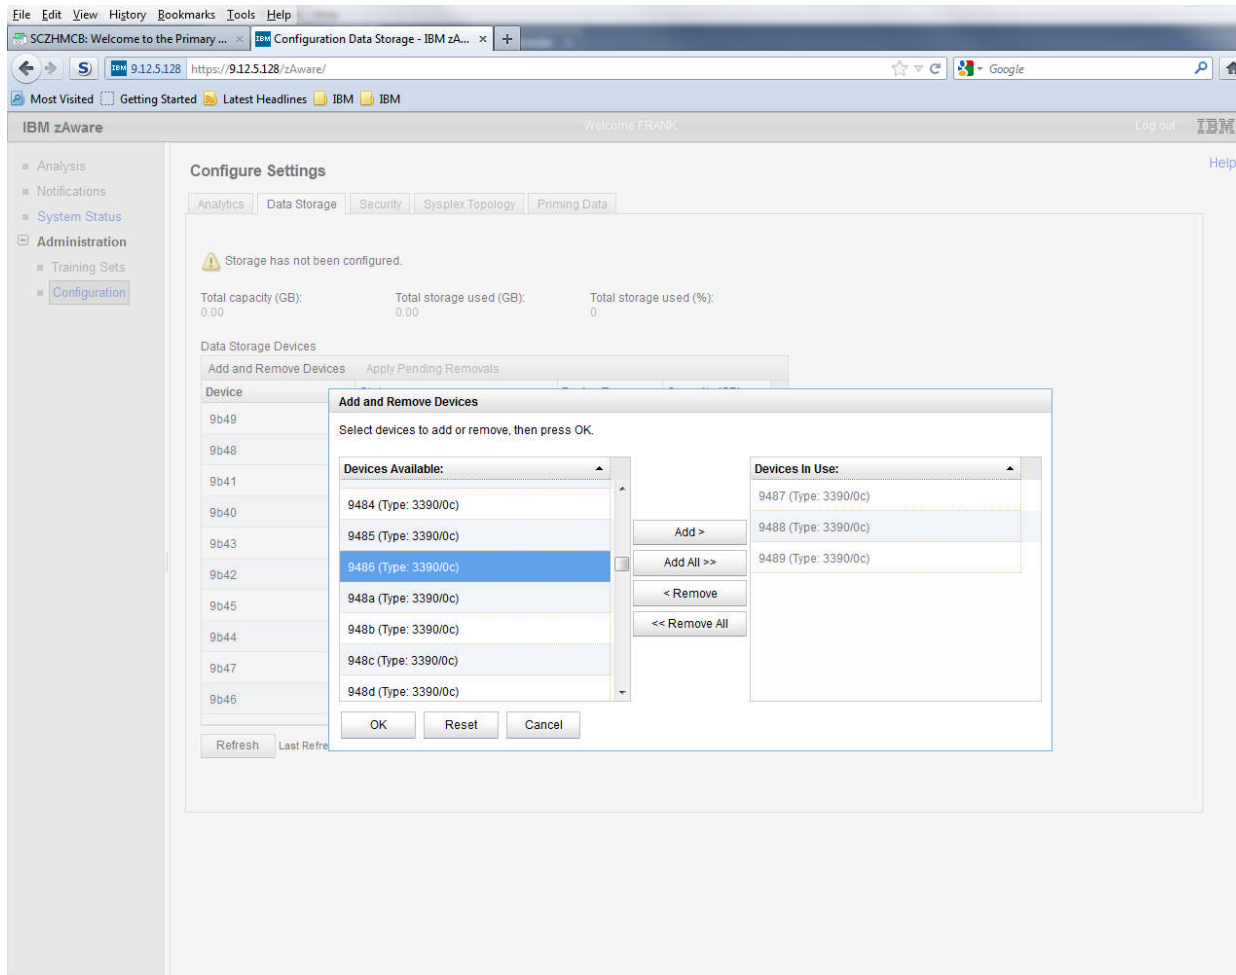 File Edit View History Bookmarks Tools Help
SCZHMCB: Welcome to the Primary ... × IBM Configuration Data Storage - IBM zA... × +
S IBM 9.12.5.128 https://9.12.5.128/zAware/ Google
Most Visited Getting Started Latest Headlines IBM IBM
IBM zAware Welcome FRANK Log out IBM
Help
Analysis
Notifications
System Status
Administration
Training Sets
Configuration
Configure Settings
Analytics Data Storage Security Sysplex Topology Priming Data
Storage has not been configured.
Total capacity (GB): Total storage used (GB): Total storage used (%):
0.00 0.00 0
Data Storage Devices
Add and Remove Devices Apply Pending Removals
Device
9b49
9b48
9b41
9b40
9b43
9b42
9b45
9b44
9b47
9b46
Refresh Last Refre
Add and Remove Devices
Select devices to add or remove, then press OK.
Devices Available:
9484 (Type: 3390/0c)
9485 (Type: 3390/0c)
9486 (Type: 3390/0c)
948a (Type: 3390/0c)
948b (Type: 3390/0c)
948c (Type: 3390/0c)
948d (Type: 3390/0c)
Add >
Add All >>
< Remove
<< Remove All
Devices In Use:
9487 (Type: 3390/0c)
9488 (Type: 3390/0c)
9489 (Type: 3390/0c)
OK Reset Cancel